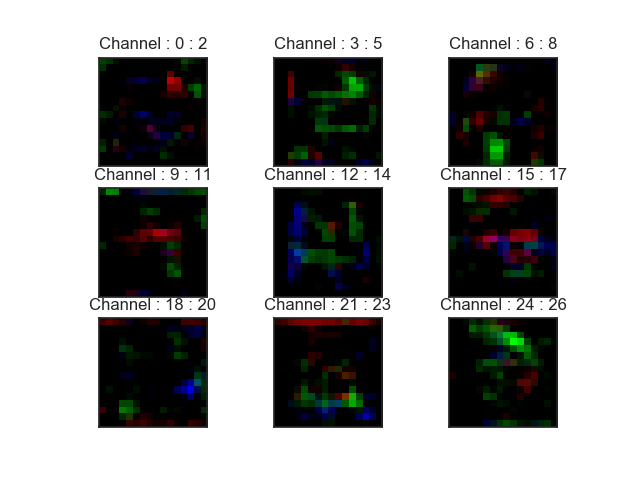 Channel : 0 : 2
Channel : 3 : 5
Channel : 6 : 8
Channel : 9 : 11
Channel : 12 : 14
Channel : 15 : 17
Channel : 18 : 20
Channel : 21 : 23
Channel : 24 : 26